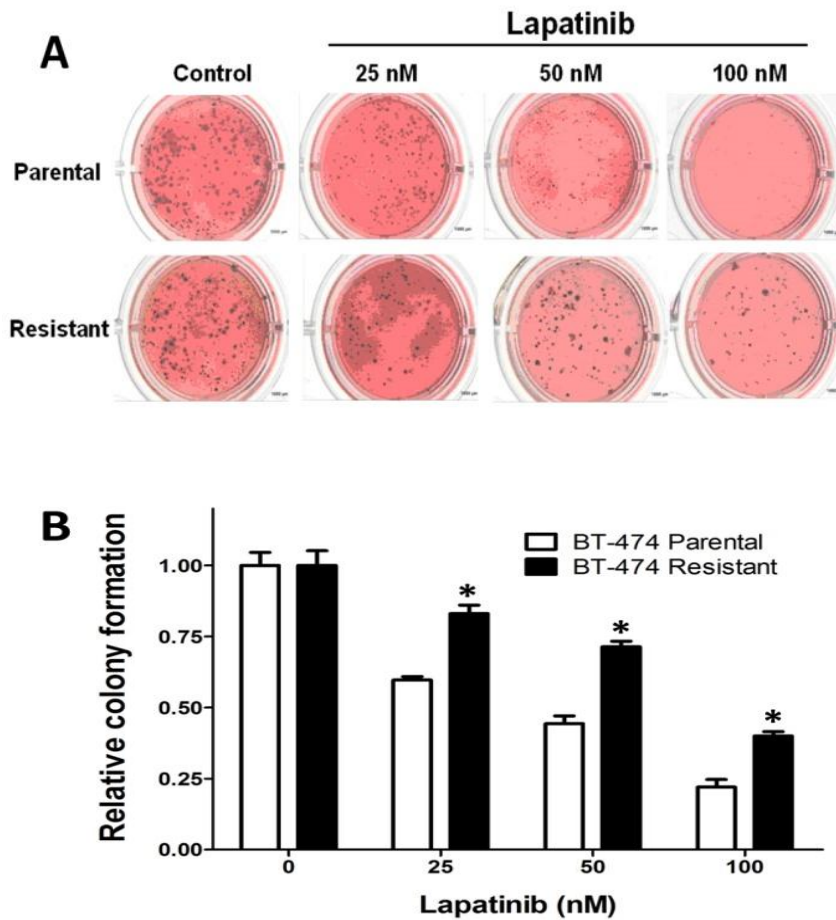 A
Lapatinib
Control
25 nM
50 nM
100 nM
Parental
Resistant
B
Relative colony formation
1.00
0.75
0.50
0.25
0.00
BT-474 Parental
BT-474 Resistant
*
*
*
0
25
50
100
Lapatinib (nM)